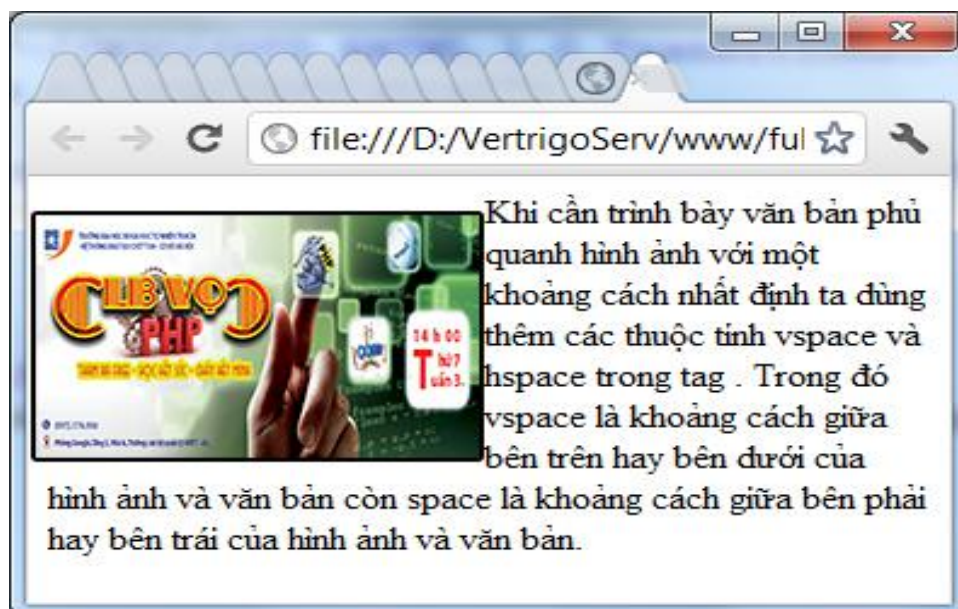 file:///D:/VertrigoServ/www/ful
Khi cần trình bày văn bản phủ
quanh hình ảnh với một
khoảng cách nhất định ta dùng
thêm các thuộc tính vspace và
hspace trong tag . Trong đó
vspace là khoảng cách giữa
bên trên hay bên dưới của
hình ảnh và văn bản còn space là khoảng cách giữa bên phải
hay bên trái của hình ảnh và văn bản.
CLB VỌC
PHP
14 h 00
Thứ 7
Tuần 3.